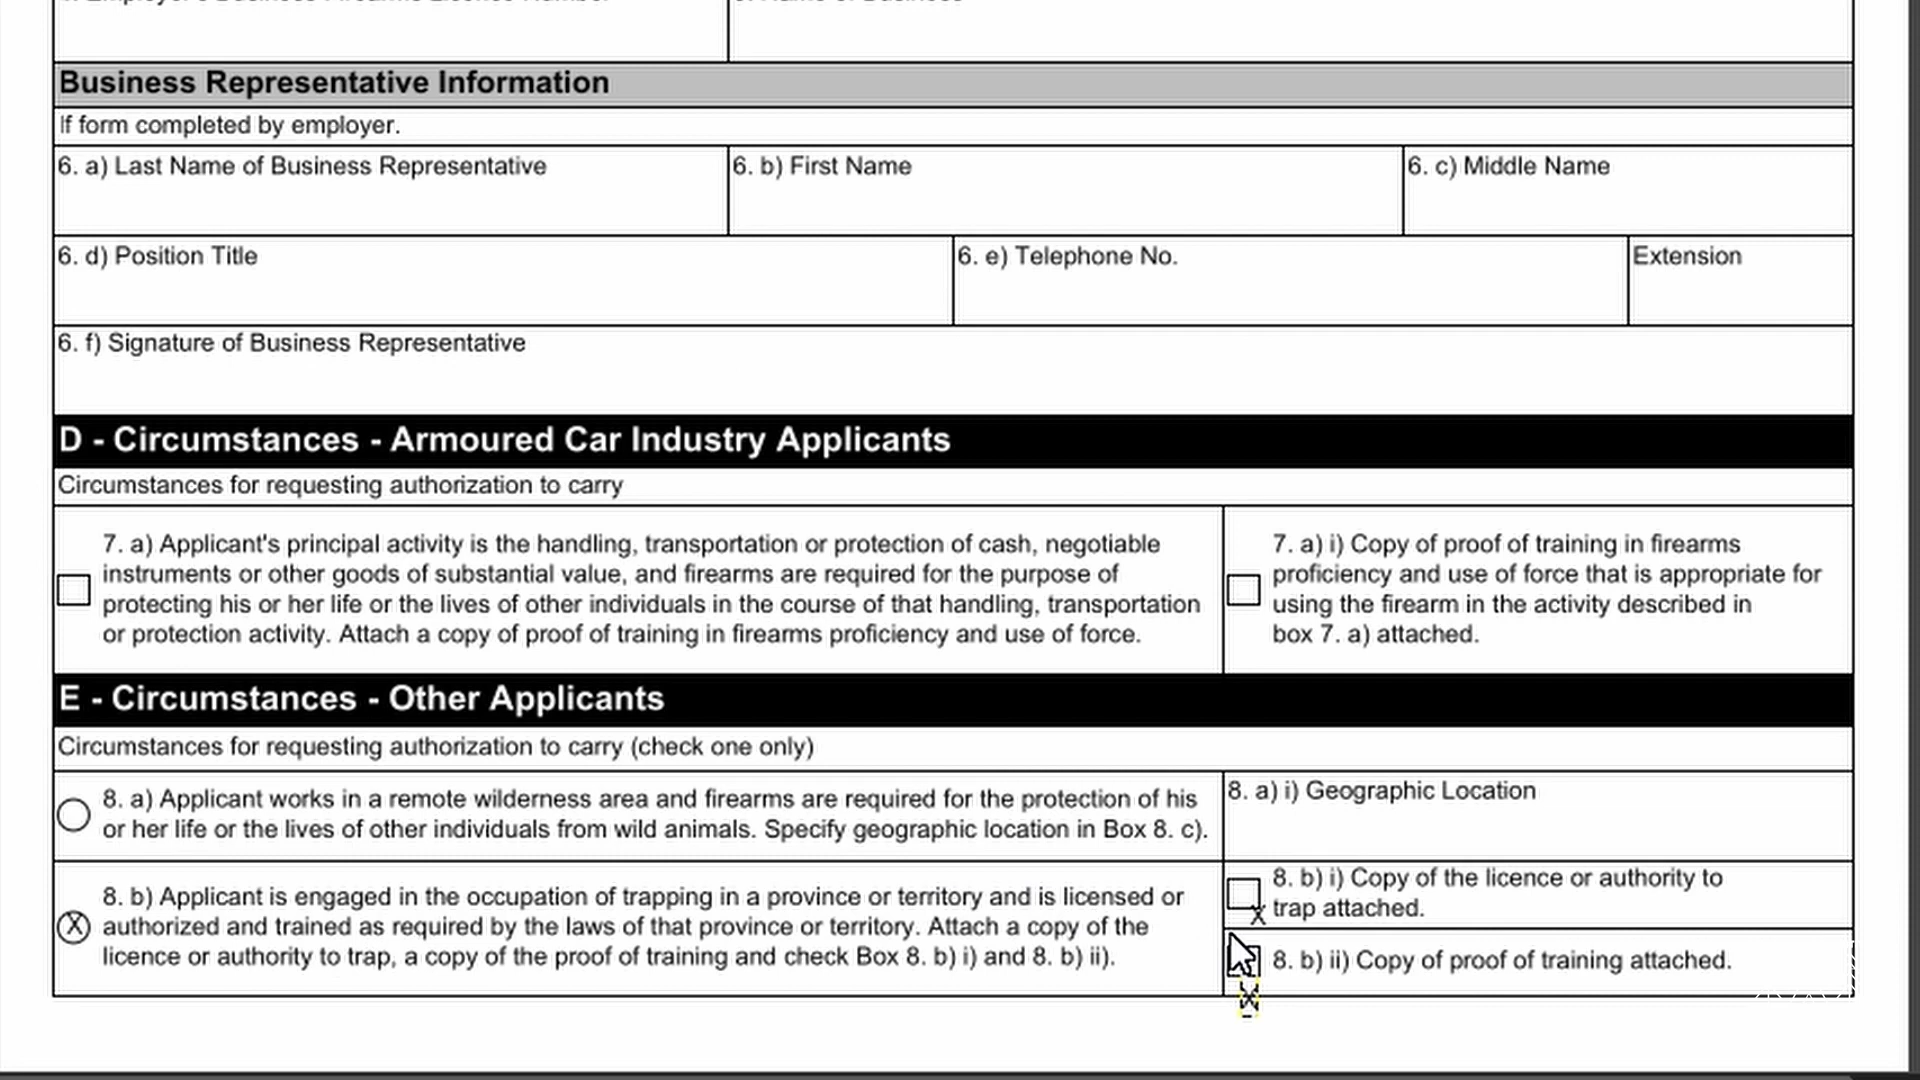 Business Representative Information
If form completed by employer.
6. a) Last Name of Business Representative
6. b) First Name
6. c) Middle Name
6. d) Position Title
6. e) Telephone No.
Extension
6. f) Signature of Business Representative
D - Circumstances - Armoured Car Industry Applicants
Circumstances for requesting authorization to carry
7. a) Applicant's principal activity is the handling, transportation or protection of cash, negotiable
instruments or other goods of substantial value, and firearms are required for the purpose of
protecting his or her life or the lives of other individuals in the course of that handling, transportation
or protection activity. Attach a copy of proof of training in firearms proficiency and use of force.
7. a) i) Copy of proof of training in firearms
proficiency and use of force that is appropriate for
using the firearm in the activity described in
box 7. a) attached.
E - Circumstances - Other Applicants
Circumstances for requesting authorization to carry (check one only)
8. a) Applicant works in a remote wilderness area and firearms are required for the protection of his
or her life or the lives of other individuals from wild animals. Specify geographic location in Box 8. c).
8. a) i) Geographic Location
X
8. b) Applicant is engaged in the occupation of trapping in a province or territory and is licensed or
authorized and trained as required by the laws of that province or territory. Attach a copy of the
licence or authority to trap, a copy of the proof of training and check Box 8. b) i) and 8. b) ii).
8. b) i) Copy of the licence or authority to
X trap attached.
8. b) ii) Copy of proof of training attached.
X